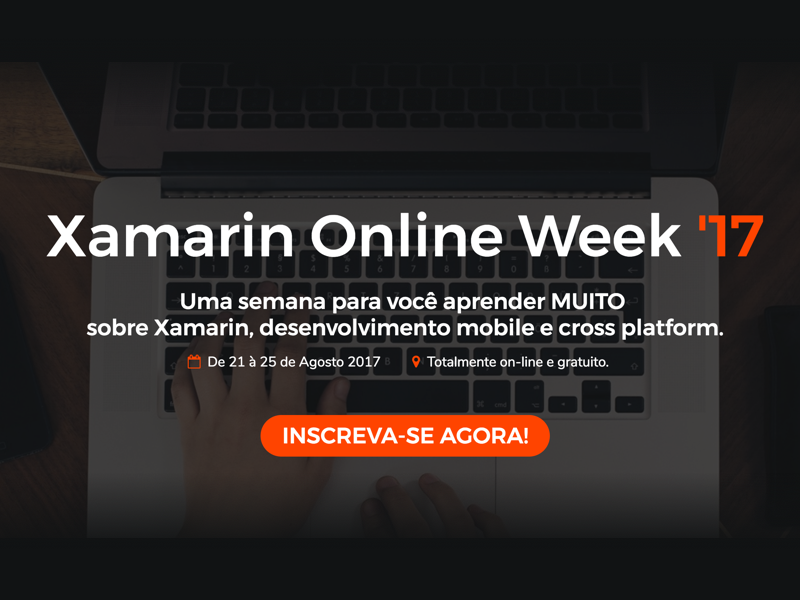 Xamarin Online Week '17
Uma semana para você aprender MUITO
sobre Xamarin, desenvolvimento mobile e cross platform.
De 21 à 25 de Agosto 2017 Totalmente on-line e gratuito.
INSCREVA-SE AGORA!